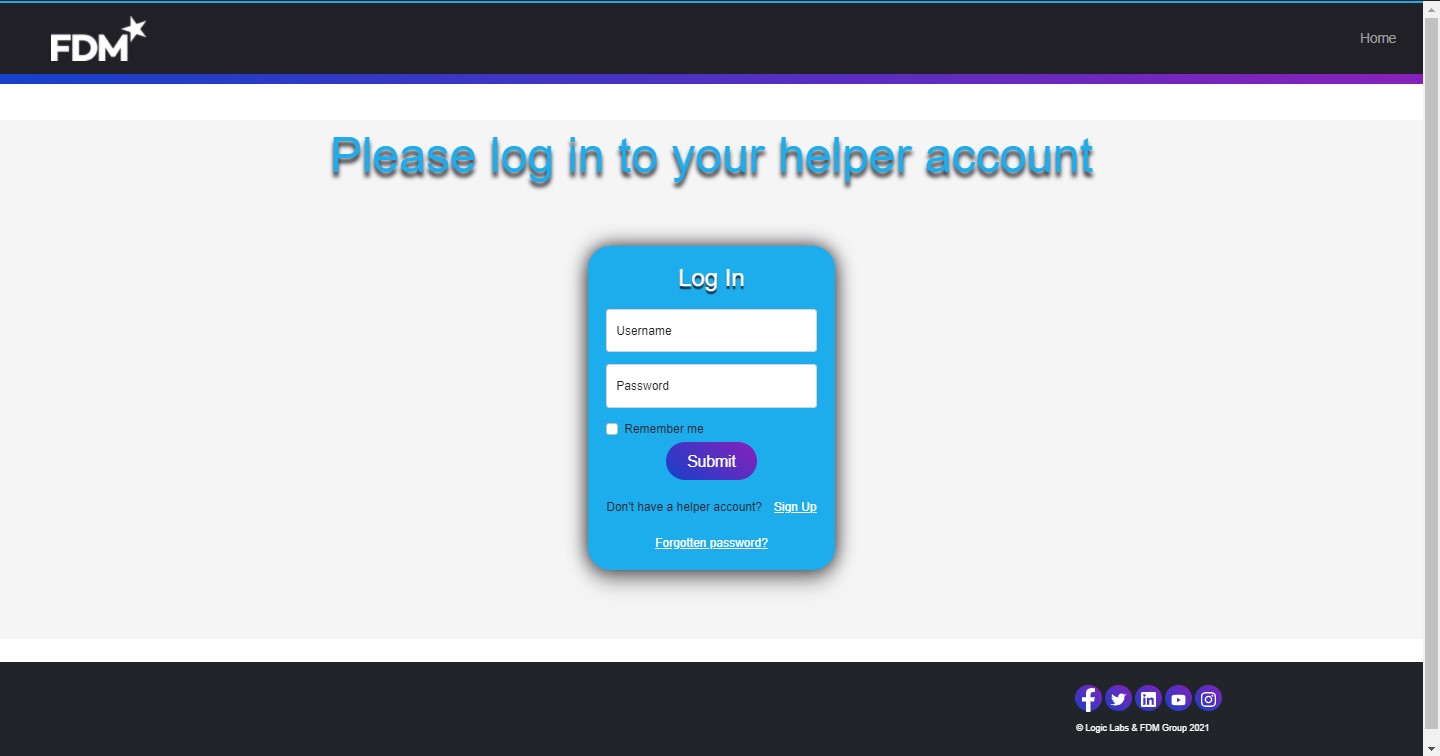 FDM
Home
Please log in to your helper account
Log In
Username
Password
Remember me
Submit
Don't have a helper account? Sign Up
Forgotten password?
© Logic Labs & FDM Group 2021